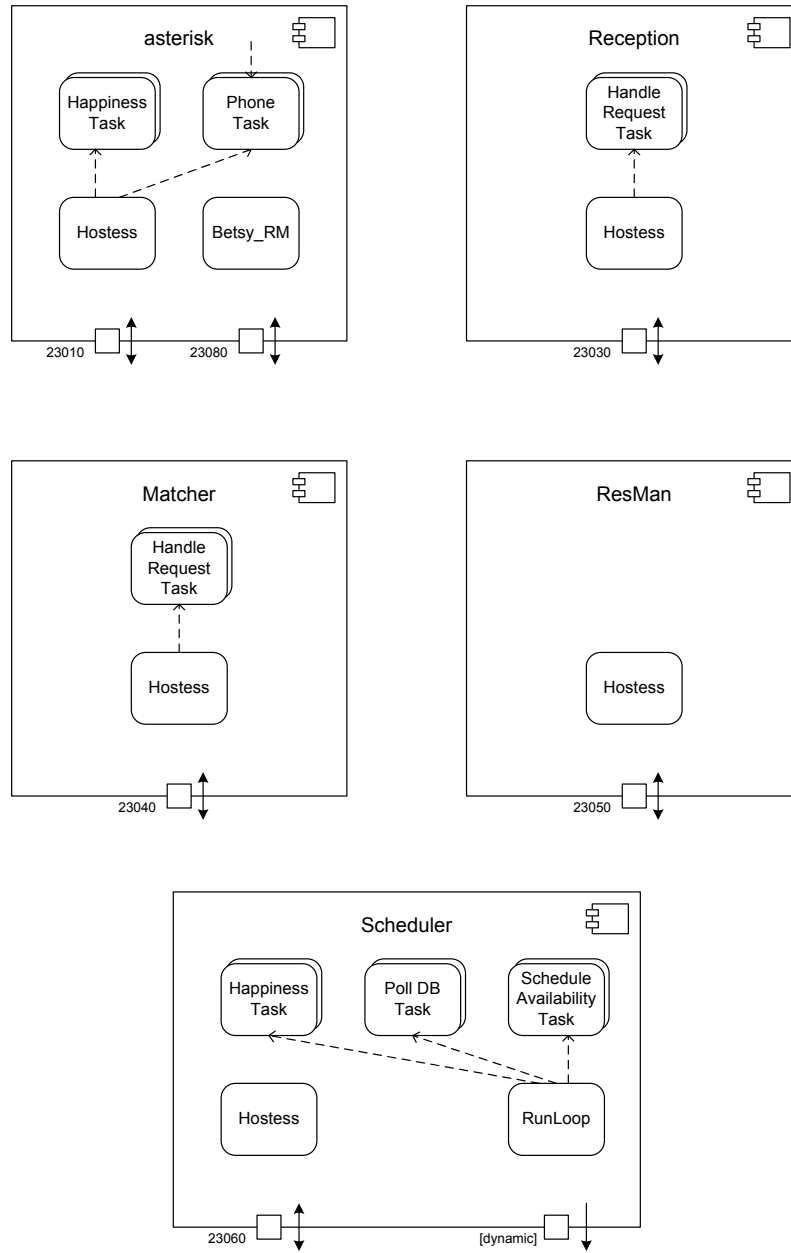 asterisk
Happiness
Task
Phone
Task
Hostess
Betsy_RM
23010
23080
Reception
Handle
Request
Task
Hostess
23030
Matcher
Handle
Request
Task
Hostess
23040
ResMan
Hostess
23050
Scheduler
Happiness
Task
Poll DB
Task
Schedule
Availability
Task
Hostess
RunLoop
23060
[dynamic]